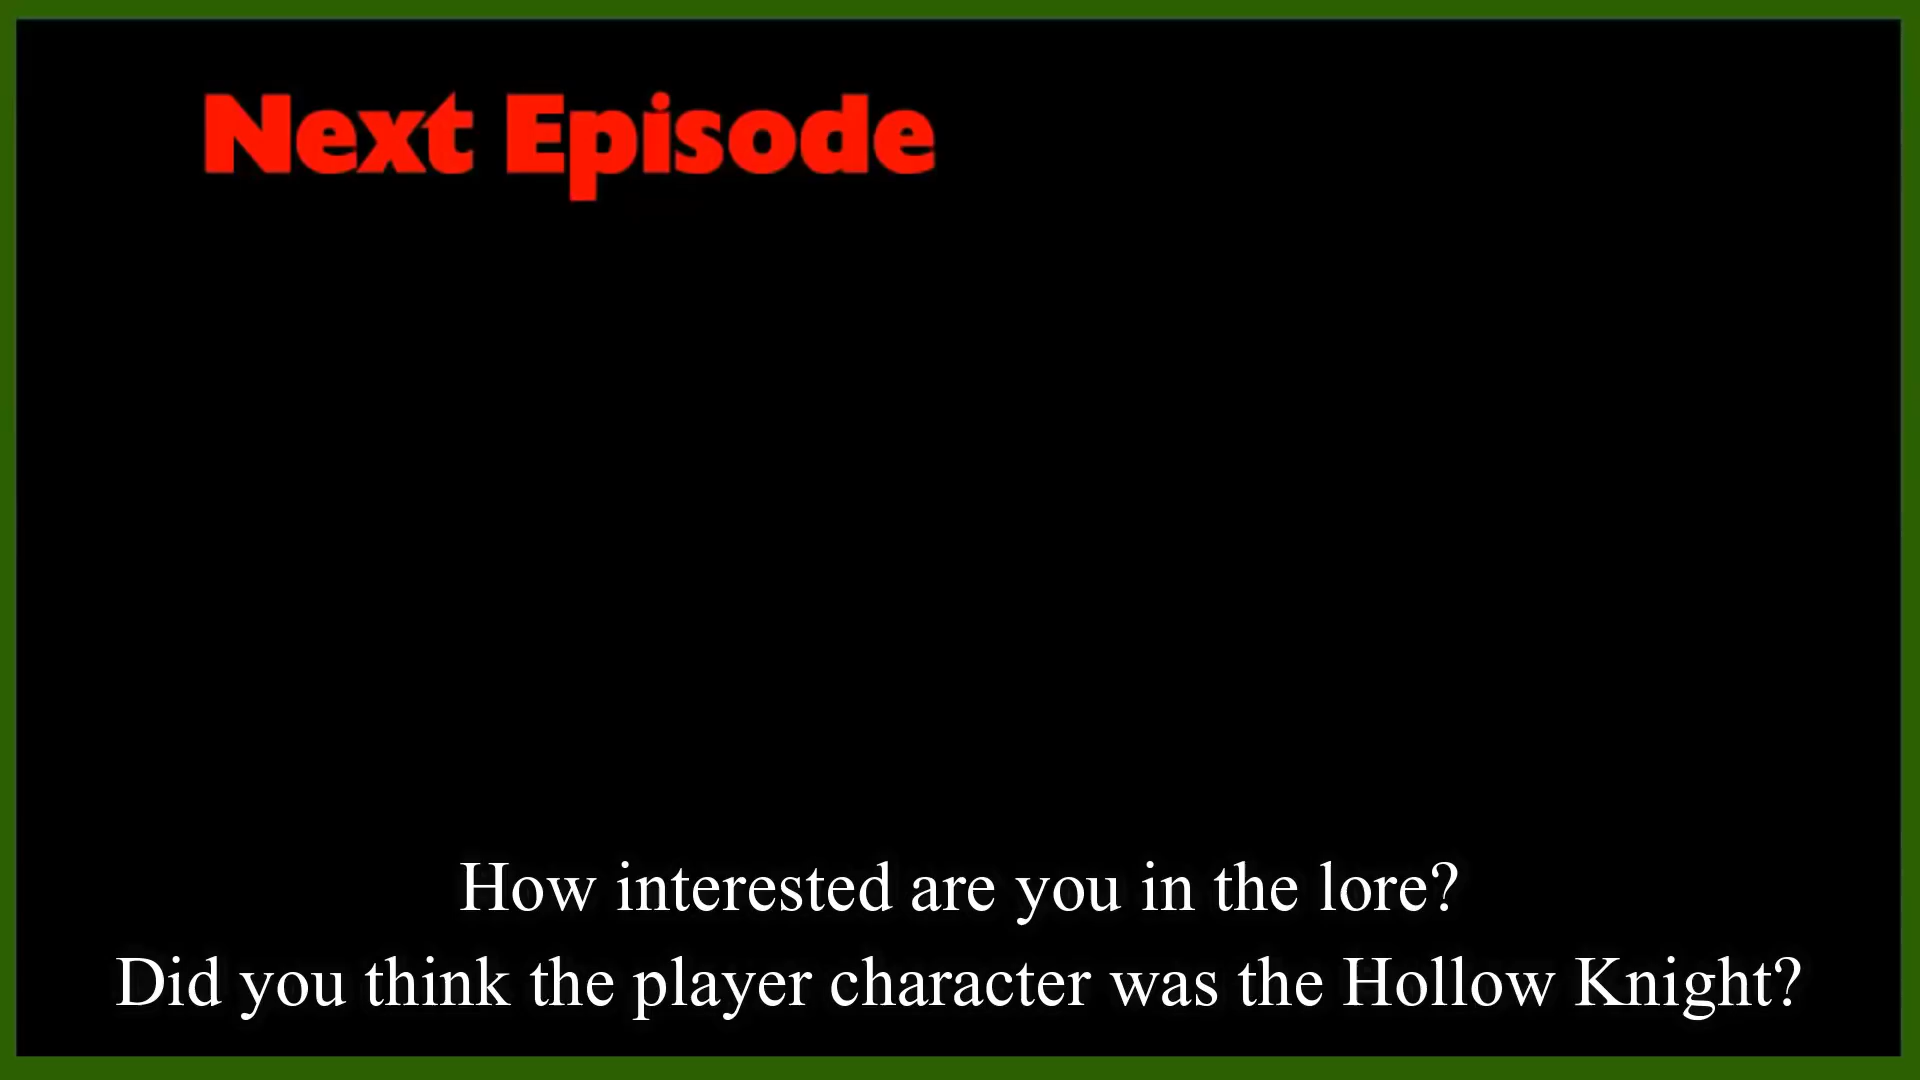 Next Episode
How interested are you in the lore?
Did you think the player character was the Hollow Knight?